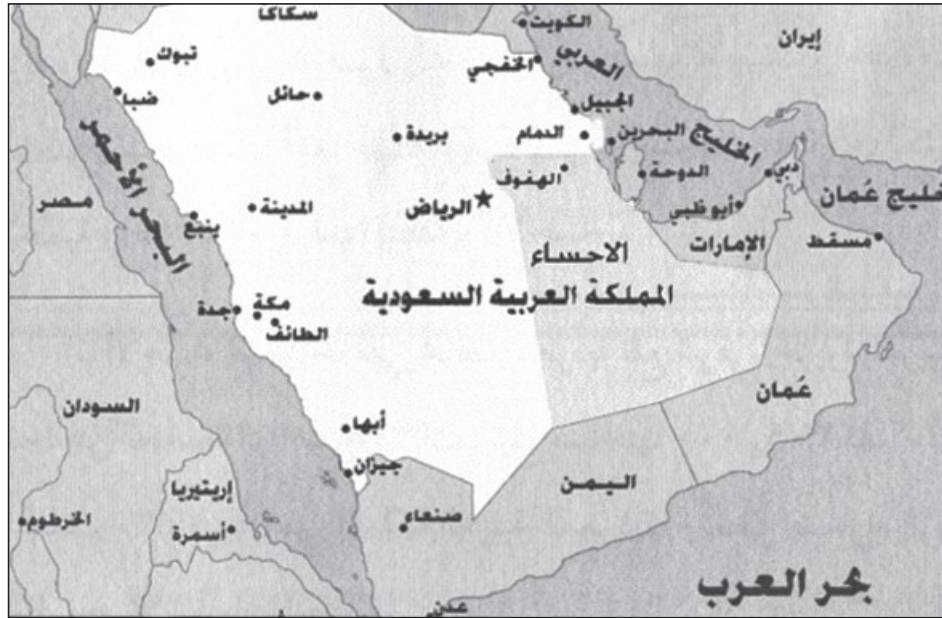 سكاكا
الكويت
إيران
تبوك
الخفجي
الخليج العربي
ضبا
حائل
الجبيل
البحر الأحمر
بريدة
الدمام
البحرين
الهفوف
الدوحة
دبي
خليج عُمان
مصر
المدينة
الرياض
أبو ظبي
ينبع
الإمارات
مسقط
الاحساء
المملكة العربية السعودية
جدة
مكة
الطائف
السودان
عُمان
أبها
جيزان
إريتيريا
اليمن
الخرطوم
أسمرة
صنعاء
بحر العرب
عدن